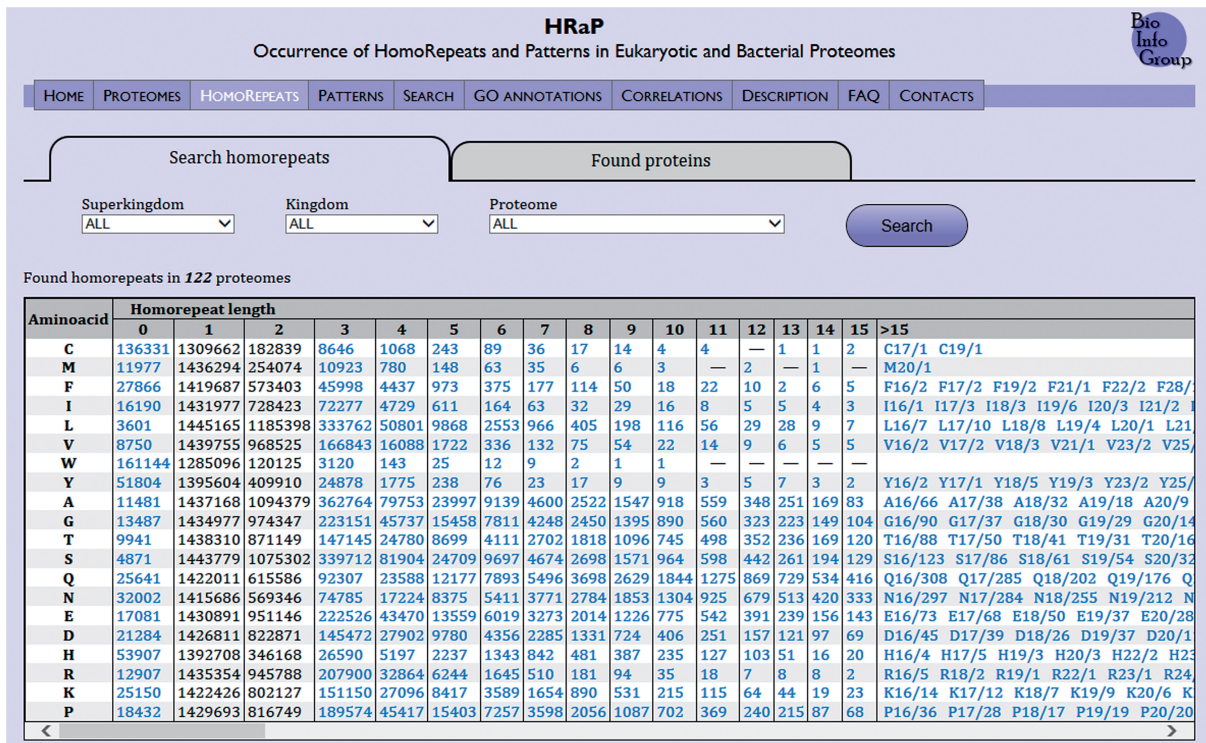 HRaP
Occurrence of HomoRepeats and Patterns in Eukaryotic and Bacterial Proteomes
Bio
Info
Group
HOME PROTEOMES HOMOREPEATS PATTERNS SEARCH GO ANNOTATIONS CORRELATIONS DESCRIPTION FAQ CONTACTS
Search homorepeats Found proteins
Superkingdom Kingdom Proteome
ALL ALL ALL Search
Found homorepeats in 122 proteomes
Aminoacid Homorepeat length
0 1 2 3 4 5 6 7 8 9 10 11 12 13 14 15 >15
C 136331 1309662 182839 8646 1068 243 89 36 17 14 4 4 — 1 1 2 C17/1 C19/1
M 11977 1436294 254074 10923 780 148 63 35 6 6 3 — 2 — 1 — M20/1
F 27866 1419687 573403 45998 4437 973 375 177 114 50 18 22 10 2 6 5 F16/2 F17/2 F19/2 F21/1 F22/2 F28/
I 16190 1431977 728423 72277 4729 611 164 63 32 29 16 8 5 5 4 3 I16/1 I17/3 I18/3 I19/6 I20/3 I21/2
L 3601 1445165 1185398 333762 50801 9868 2553 966 405 198 116 56 29 28 9 7 L16/7 L17/10 L18/8 L19/4 L20/1 L21
V 8750 1439755 968525 166843 16088 1722 336 132 75 54 22 14 9 6 5 5 V16/2 V17/2 V18/3 V21/1 V23/2 V25/
W 161144 1285096 120125 3120 143 25 12 9 2 1 1 — — — — —
Y 51804 1395604 409910 24878 1775 238 76 23 17 9 9 3 5 7 3 2 Y16/2 Y17/1 Y18/5 Y19/3 Y23/2 Y25/
A 11481 1437168 1094379 362764 79753 23997 9139 4600 2522 1547 918 559 348 251 169 83 A16/66 A17/38 A18/32 A19/18 A20/9
G 13487 1434977 974347 223151 45737 15458 7811 4248 2450 1395 890 560 323 223 149 104 G16/90 G17/37 G18/30 G19/29 G20/14
T 9941 1438310 871149 147145 24780 8699 4111 2702 1818 1096 745 498 352 236 169 120 T16/88 T17/50 T18/41 T19/31 T20/16
S 4871 1443779 1075302 339712 81904 24709 9697 4674 2698 1571 964 598 442 261 194 129 S16/123 S17/86 S18/61 S19/54 S20/32
Q 25641 1422011 615586 92307 23588 12177 7893 5496 3698 2629 1844 1275 869 729 534 416 Q16/308 Q17/285 Q18/202 Q19/176 Q
N 32002 1415686 569346 74785 17224 8375 5411 3771 2784 1853 1304 925 679 513 420 333 N16/297 N17/284 N18/255 N19/212 N
E 17081 1430891 951146 222526 43470 13559 6019 3273 2014 1226 775 542 391 239 156 143 E16/73 E17/68 E18/50 E19/37 E20/28
D 21284 1426811 822871 145472 27902 9780 4356 2285 1331 724 406 251 157 121 97 69 D16/45 D17/39 D18/26 D19/37 D20/1
H 53907 1392708 346168 26590 5197 2237 1343 842 481 387 235 127 103 51 16 20 H16/4 H17/5 H19/3 H20/3 H22/2 H23
R 12907 1435354 945788 207900 32864 6244 1645 510 181 94 35 18 7 8 8 2 R16/5 R18/2 R19/1 R22/1 R23/1 R24
K 25150 1422426 802127 151150 27096 8417 3589 1654 890 531 215 115 64 44 19 23 K16/14 K17/12 K18/7 K19/9 K20/6 K
P 18432 1429693 816749 189574 45417 15403 7257 3598 2056 1087 702 369 240 215 87 68 P16/36 P17/28 P18/17 P19/19 P20/20